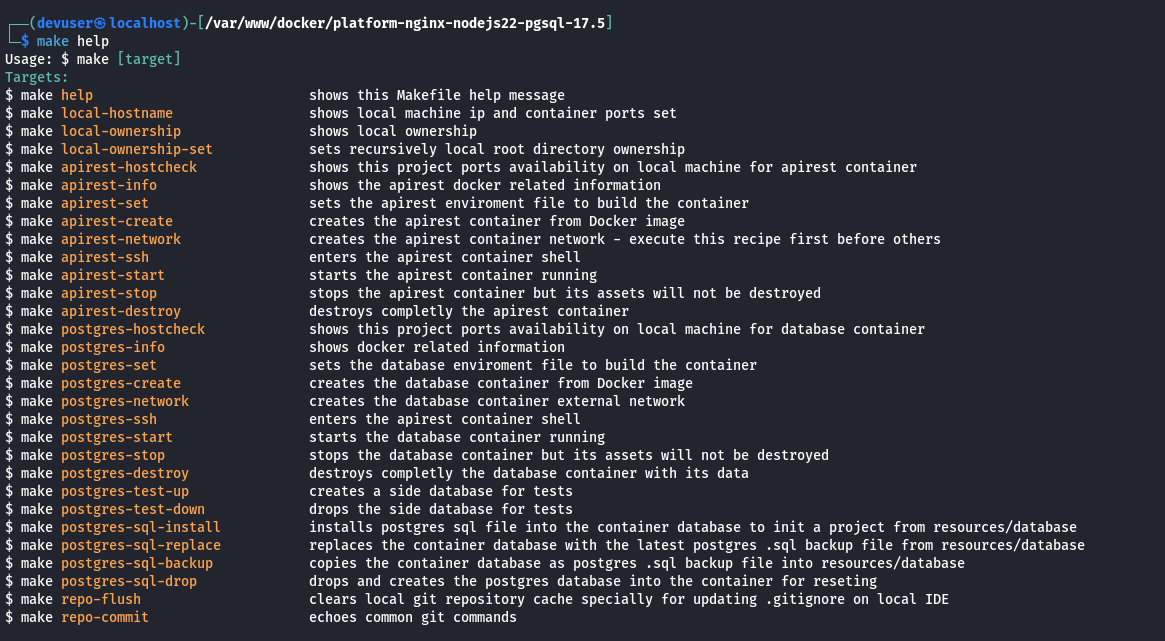 ┌──(devuser㉿localhost)-[/var/www/docker/platform-nginx-nodejs22-pgsql-17.5]
└─$ make help
Usage: $ make [target]
Targets:
$ make help                           shows this Makefile help message
$ make local-hostname                 shows local machine ip and container ports set
$ make local-ownership                shows local ownership
$ make local-ownership-set            sets recursively local root directory ownership
$ make apirest-hostcheck              shows this project ports availability on local machine for apirest container
$ make apirest-info                   shows the apirest docker related information
$ make apirest-set                    sets the apirest enviroment file to build the container
$ make apirest-create                 creates the apirest container from Docker image
$ make apirest-network                creates the apirest container network - execute this recipe first before others
$ make apirest-ssh                    enters the apirest container shell
$ make apirest-start                  starts the apirest container running
$ make apirest-stop                   stops the apirest container but its assets will not be destroyed
$ make apirest-destroy                destroys completly the apirest container
$ make postgres-hostcheck             shows this project ports availability on local machine for database container
$ make postgres-info                  shows docker related information
$ make postgres-set                   sets the database enviroment file to build the container
$ make postgres-create                creates the database container from Docker image
$ make postgres-network               creates the database container external network
$ make postgres-ssh                   enters the apirest container shell
$ make postgres-start                 starts the database container running
$ make postgres-stop                  stops the database container but its assets will not be destroyed
$ make postgres-destroy               destroys completly the database container with its data
$ make postgres-test-up               creates a side database for tests
$ make postgres-test-down             drops the side database for tests
$ make postgres-sql-install           installs postgres sql file into the container database to init a project from resources/database
$ make postgres-sql-replace           replaces the container database with the latest postgres .sql backup file from resources/database
$ make postgres-sql-backup            copies the container database as postgres .sql backup file into resources/database
$ make postgres-sql-drop              drops and creates the postgres database into the container for reseting
$ make repo-flush                     clears local git repository cache specially for updating .gitignore on local IDE
$ make repo-commit                    echoes common git commands